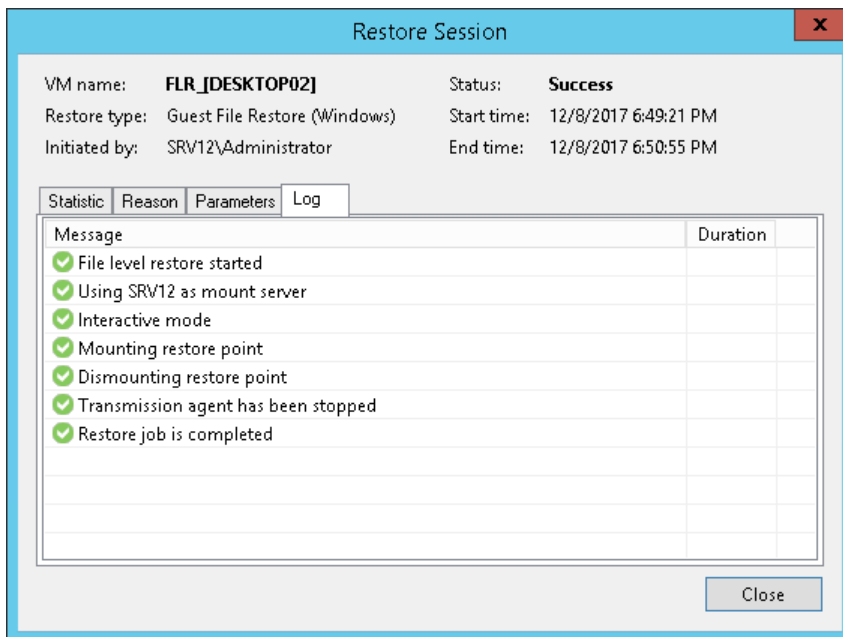 Restore Session
x
VM name: FLR_[DESKTOP02] Status: Success
Restore type: Guest File Restore (Windows) Start time: 12/8/2017 6:49:21 PM
Initiated by: SRV12\Administrator End time: 12/8/2017 6:50:55 PM
Statistic Reason Parameters Log
Message Duration
File level restore started
Using SRV12 as mount server
Interactive mode
Mounting restore point
Dismounting restore point
Transmission agent has been stopped
Restore job is completed
Close